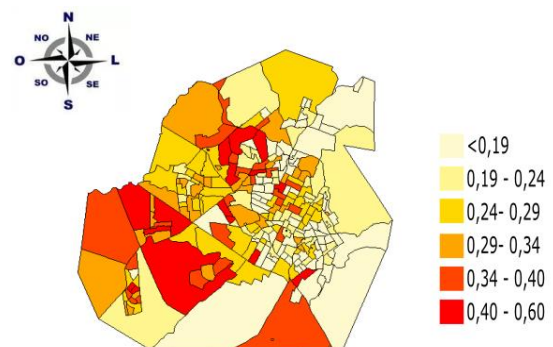 N
NO NE
O L
SO SE
S
<0,19
0,19 - 0,24
0,24- 0,29
0,29- 0,34
0,34 - 0,40
0,40 - 0,60